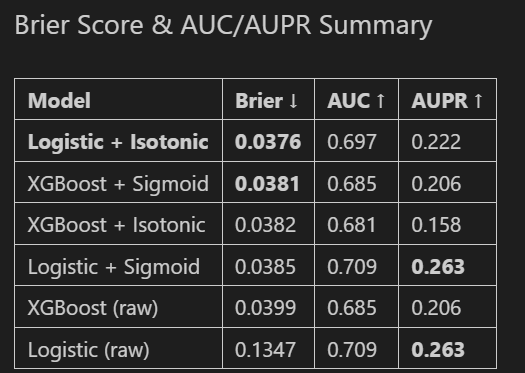 Brier Score & AUC/AUPR Summary
Model Brier ↓ AUC ↑ AUPR ↑
Logistic + Isotonic 0.0376 0.697 0.222
XGBoost + Sigmoid 0.0381 0.685 0.206
XGBoost + Isotonic 0.0382 0.681 0.158
Logistic + Sigmoid 0.0385 0.709 0.263
XGBoost (raw) 0.0399 0.685 0.206
Logistic (raw) 0.1347 0.709 0.263